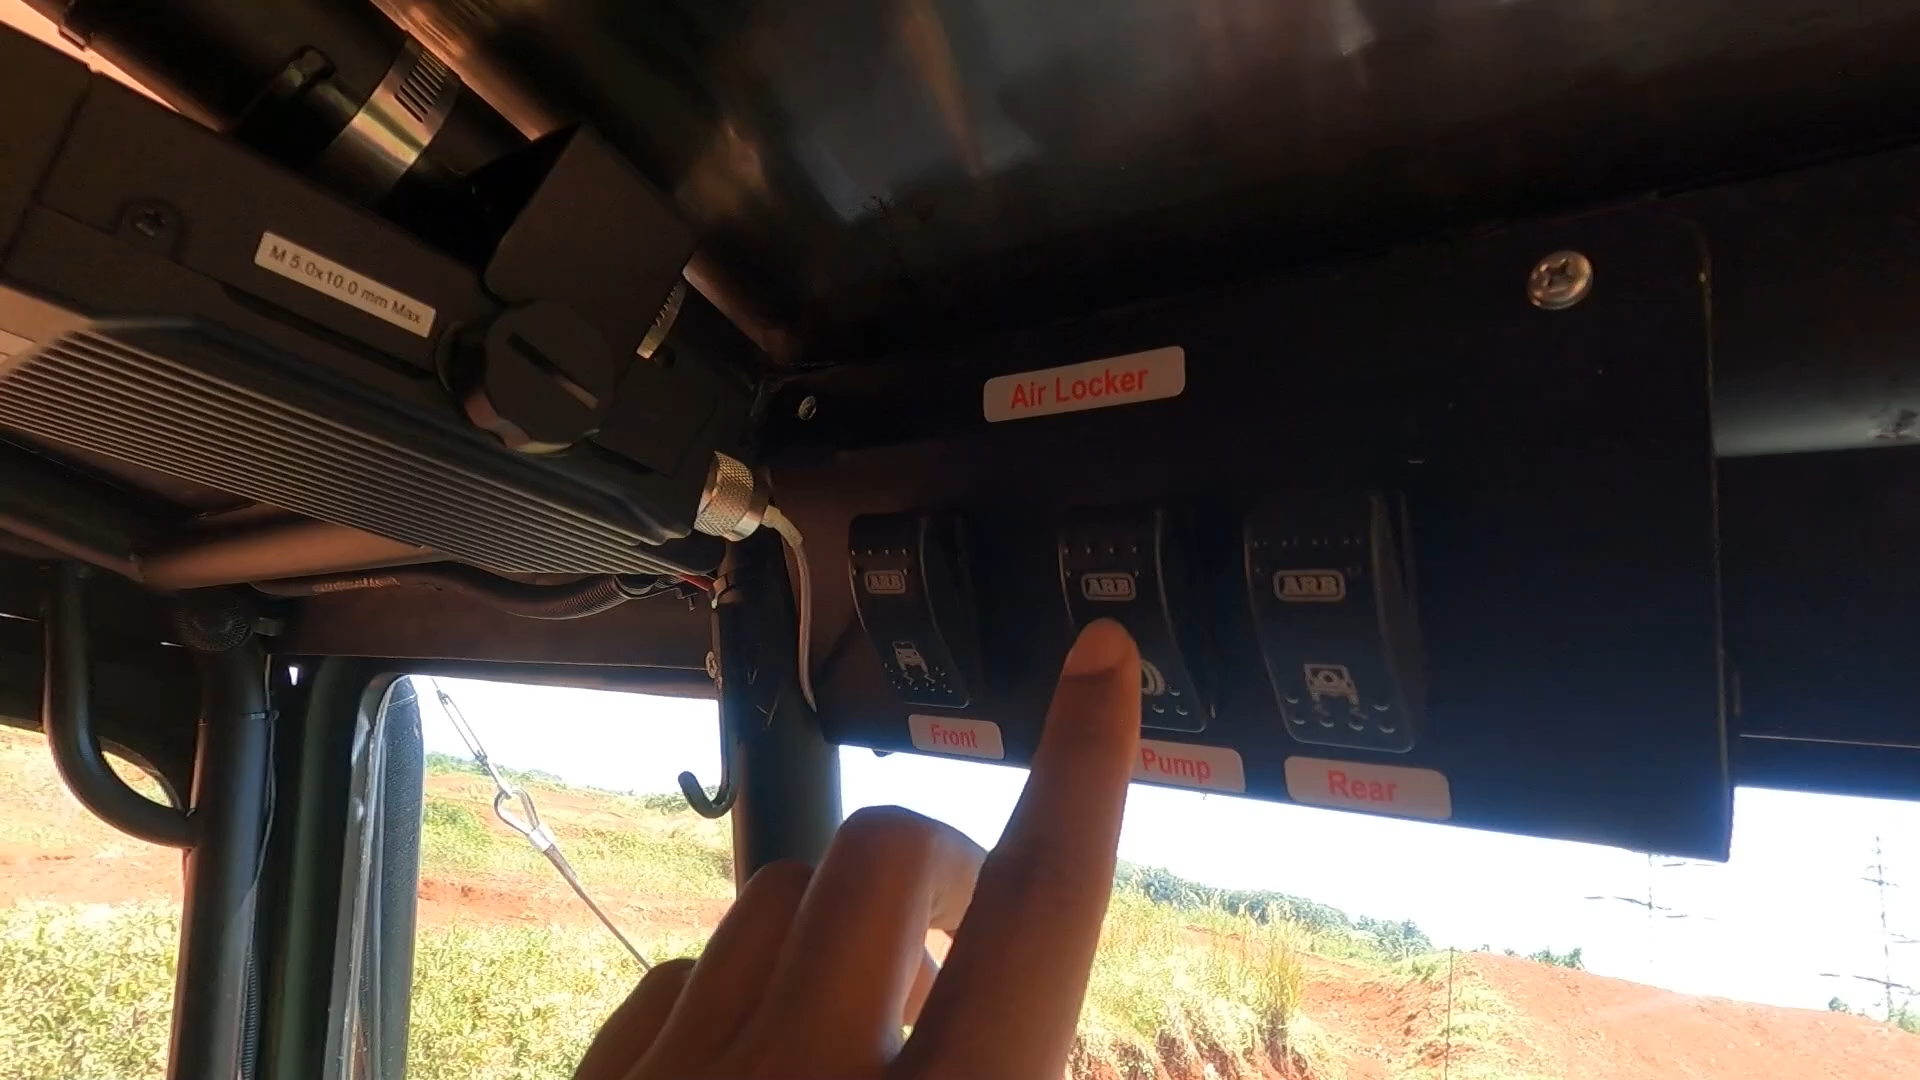 M 5.0x10.0 mm Max
Air Locker
ARB
ARB
ARB
Front
Pump
Rear